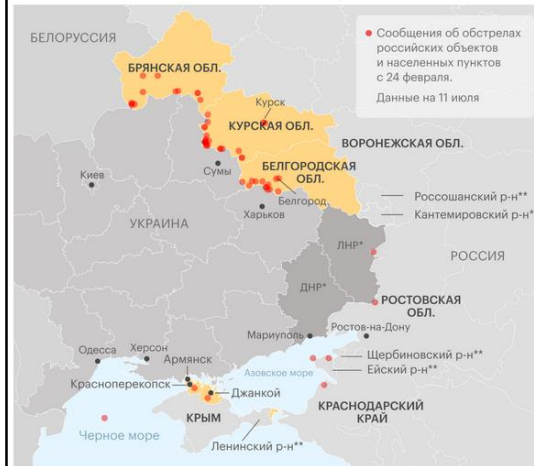 БЕЛОРУССИЯ
Сообщения об обстрелах
российских объектов
и населенных пунктов
с 24 февраля.
Данные на 11 июля
БРЯНСКАЯ ОБЛ.
Курск
КУРСКАЯ ОБЛ.
ВОРОНЕЖСКАЯ ОБЛ.
Сумы
БЕЛГОРОДСКАЯ
ОБЛ.
Киев
Белгород
Россошанский р-н**
Харьков
Кантемировский р-н*
УКРАИНА
ЛНР*
РОССИЯ
ДНР*
РОСТОВСКАЯ
ОБЛ.
Мариуполь
Ростов-на-Дону
Одесса
Херсон
Щербиновский р-н**
Армянск
Азовское море
Ейский р-н**
Красноперекопск
Джанкой
КРАСНОДАРСКИЙ
КРАЙ
КРЫМ
Черное море
Ленинский р-н**